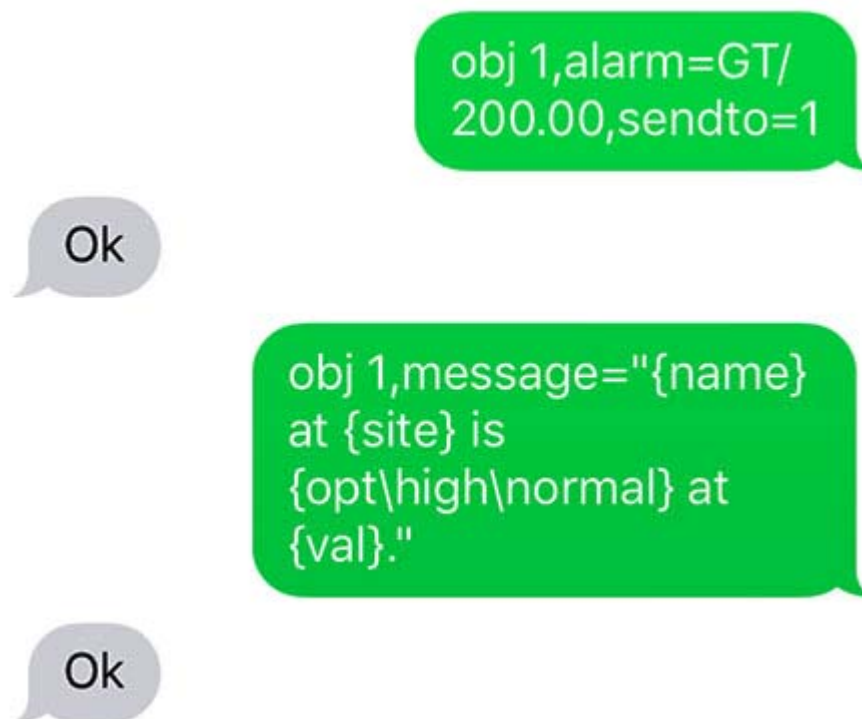 obj 1,alarm=GT/
200.00,sendto=1
Ok
obj 1,message="{name}
at {site} is
{opt\high\normal} at
{val}."
Ok